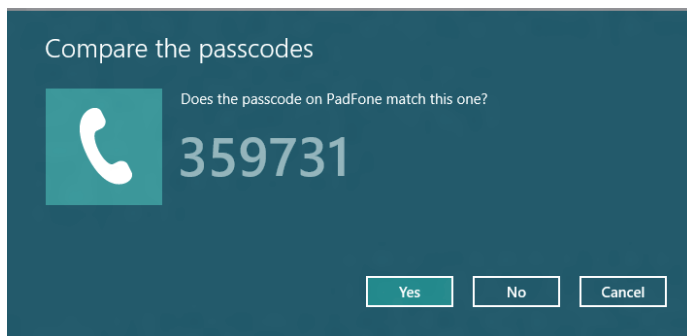 Compare the passcodes
Does the passcode on PadFone match this one?
359731
Yes No Cancel